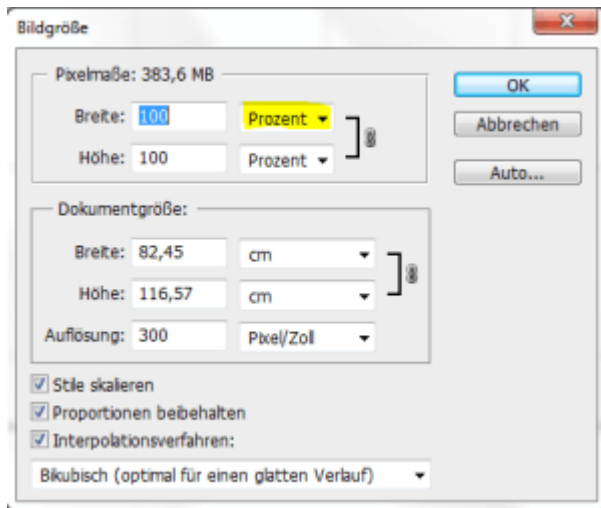 Bildgröße
Pixelmaße: 383,6 MB
OK
Breite: 100 Prozent
Abbrechen
Höhe: 100 Prozent
Auto...
Dokumentgröße:
Breite: 82,45 cm
Höhe: 116,57 cm
Auflösung: 300 Pixel/Zoll
Stile skalieren
Proportionen beibehalten
Interpolationsverfahren:
Bikubisch (optimal für einen glatten Verlauf)